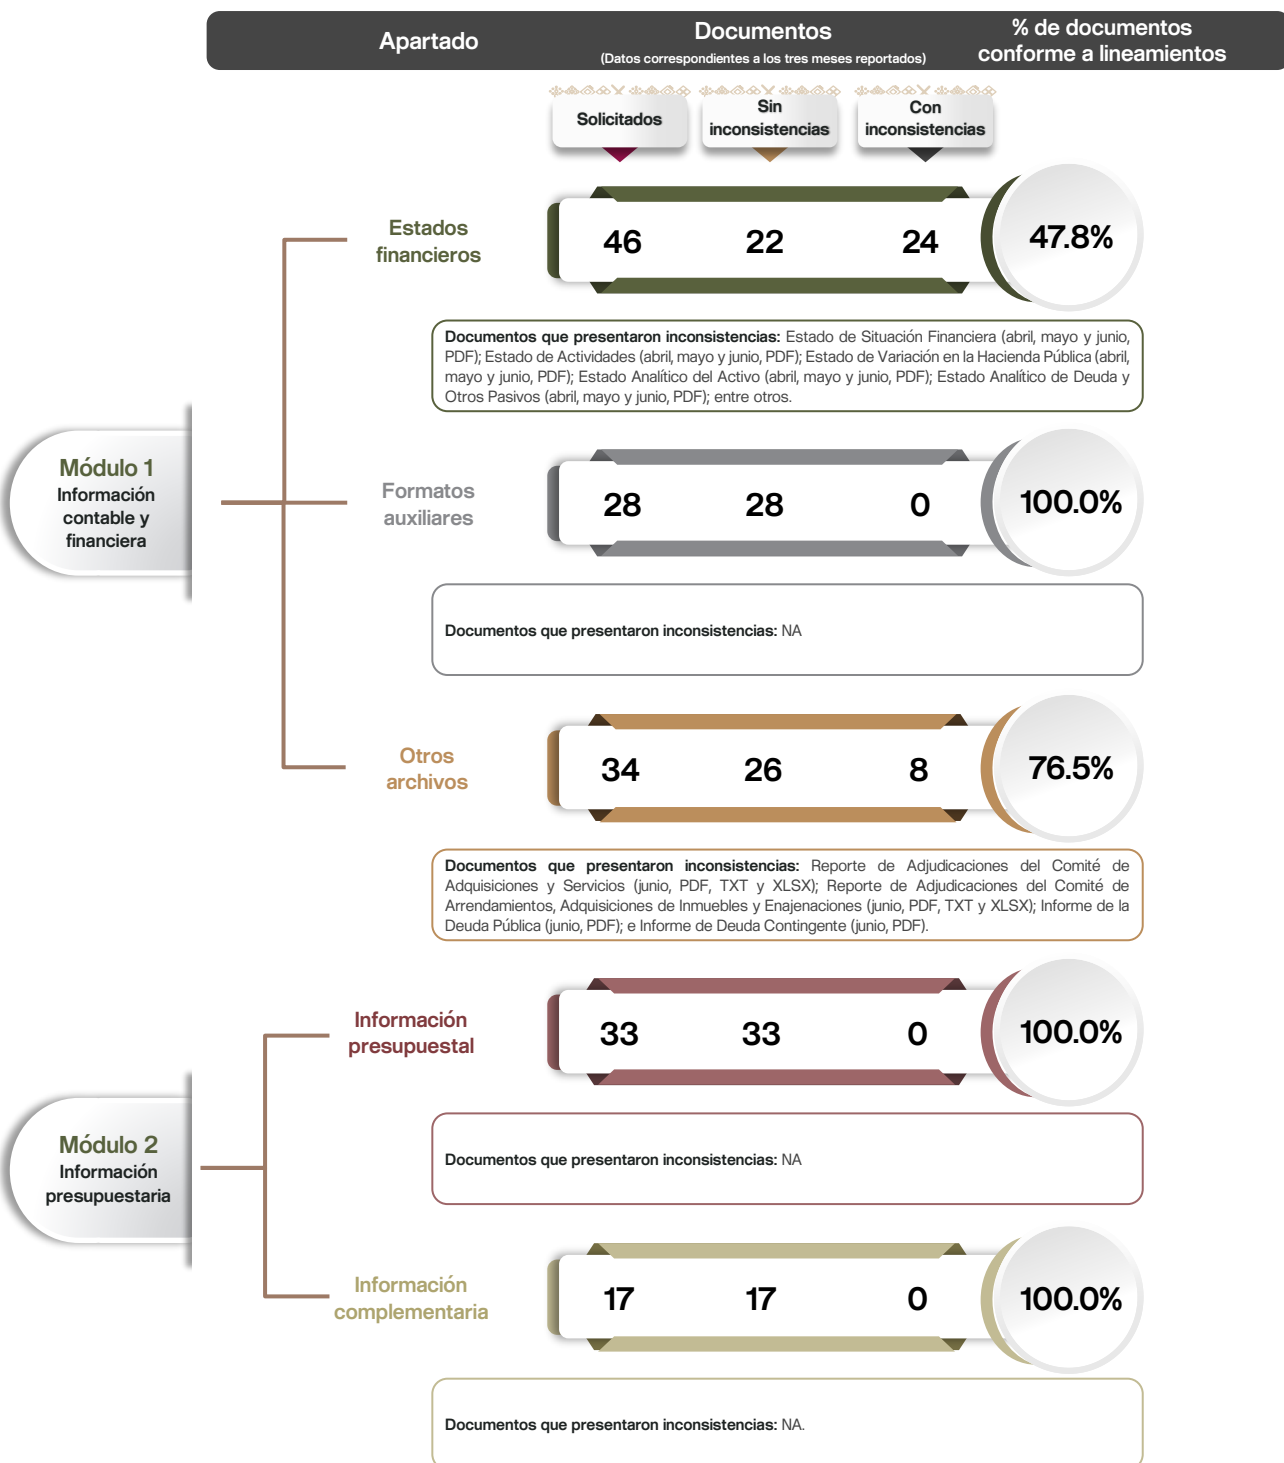 Apartado
Documentos
(Datos correspondientes a los tres meses reportados)
% de documentos
conforme a lineamientos
Solicitados
Sin
inconsistencias
Con
inconsistencias
Módulo 1
Información
contable y
financiera
Estados
financieros
46
22
24
47.8%
Documentos que presentaron inconsistencias: Estado de Situación Financiera (abril, mayo y junio,
PDF); Estado de Actividades (abril, mayo y junio, PDF); Estado de Variación en la Hacienda Pública (abril,
mayo y junio, PDF); Estado Analítico del Activo (abril, mayo y junio, PDF); Estado Analítico de Deuda y
Otros Pasivos (abril, mayo y junio, PDF); entre otros.
Formatos
auxiliares
28
28
0
100.0%
Documentos que presentaron inconsistencias: NA
Otros
archivos
34
26
8
76.5%
Documentos que presentaron inconsistencias: Reporte de Adjudicaciones del Comité de
Adquisiciones y Servicios (junio, PDF, TXT y XLSX); Reporte de Adjudicaciones del Comité de
Arrendamientos, Adquisiciones de Inmuebles y Enajenaciones (junio, PDF, TXT y XLSX); Informe de la
Deuda Pública (junio, PDF); e Informe de Deuda Contingente (junio, PDF).
Módulo 2
Información
presupuestaria
Información
presupuestal
33
33
0
100.0%
Documentos que presentaron inconsistencias: NA
Información
complementaria
17
17
0
100.0%
Documentos que presentaron inconsistencias: NA.